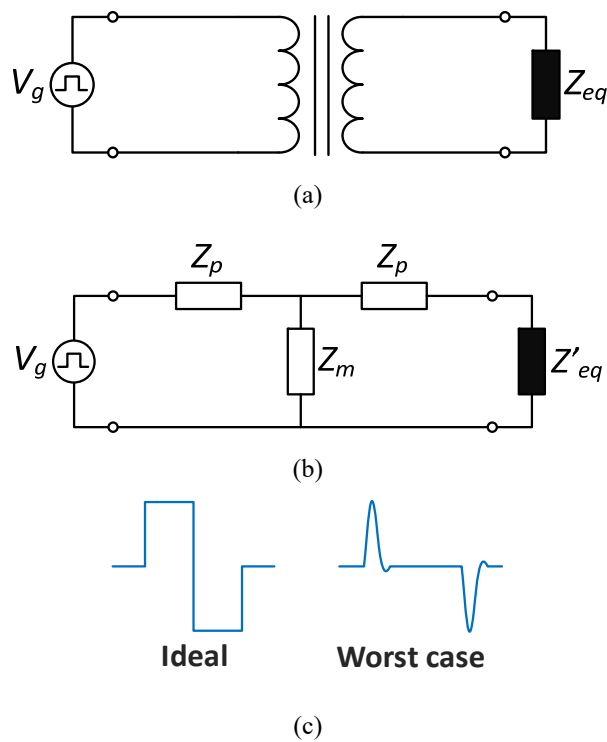 V_g
Z_eq
(a)
Z_p Z_p
V_g
Z_m
Z'_eq
(b)
Ideal Worst case
(c)